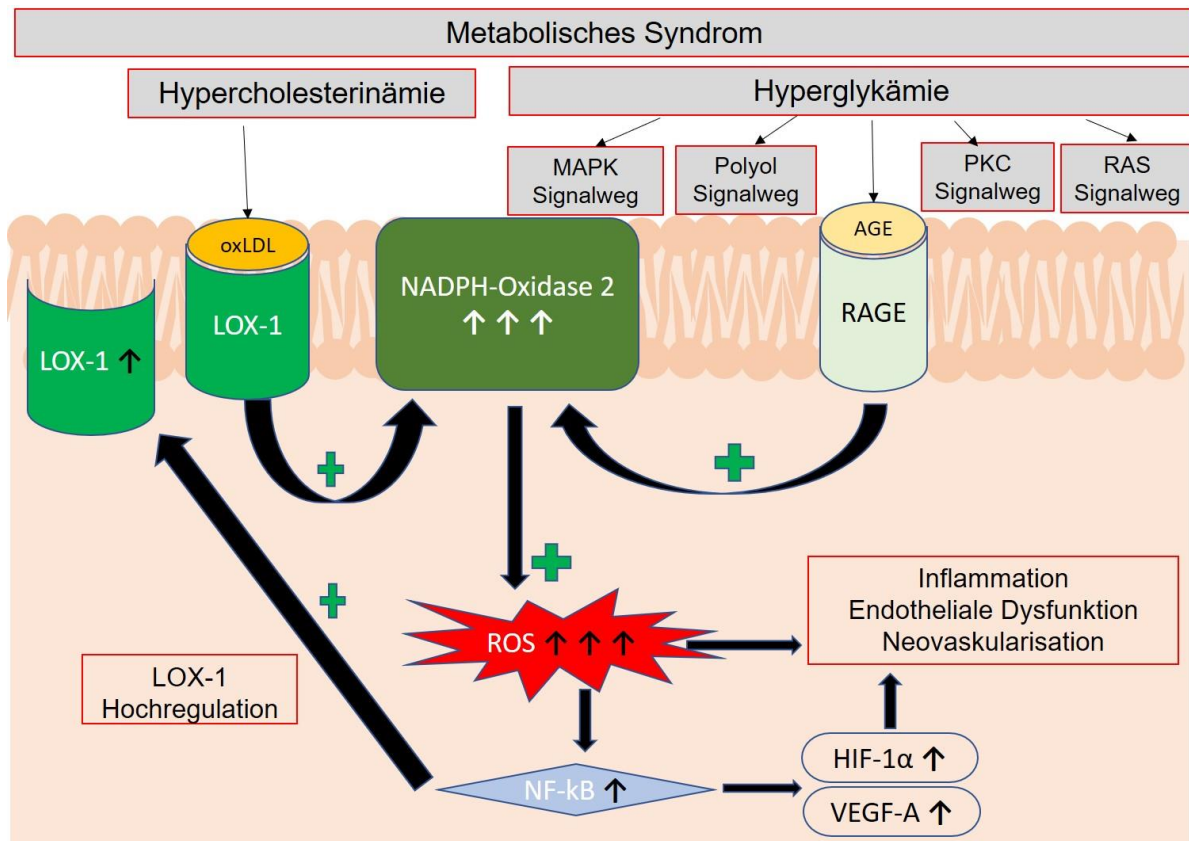 Metabolisches Syndrom
Hypercholesterinämie
Hyperglykämie
MAPK
Signalweg
Polyol
Signalweg
PKC
Signalweg
RAS
Signalweg
oxLDL
AGE
LOX-1 ↑
LOX-1
NADPH-Oxidase 2
↑ ↑ ↑
RAGE
+
+
+
+
ROS ↑ ↑ ↑
Inflammation
Endotheliale Dysfunktion
Neovaskularisation
LOX-1
Hochregulation
NF-kB ↑
HIF-1α ↑
VEGF-A ↑